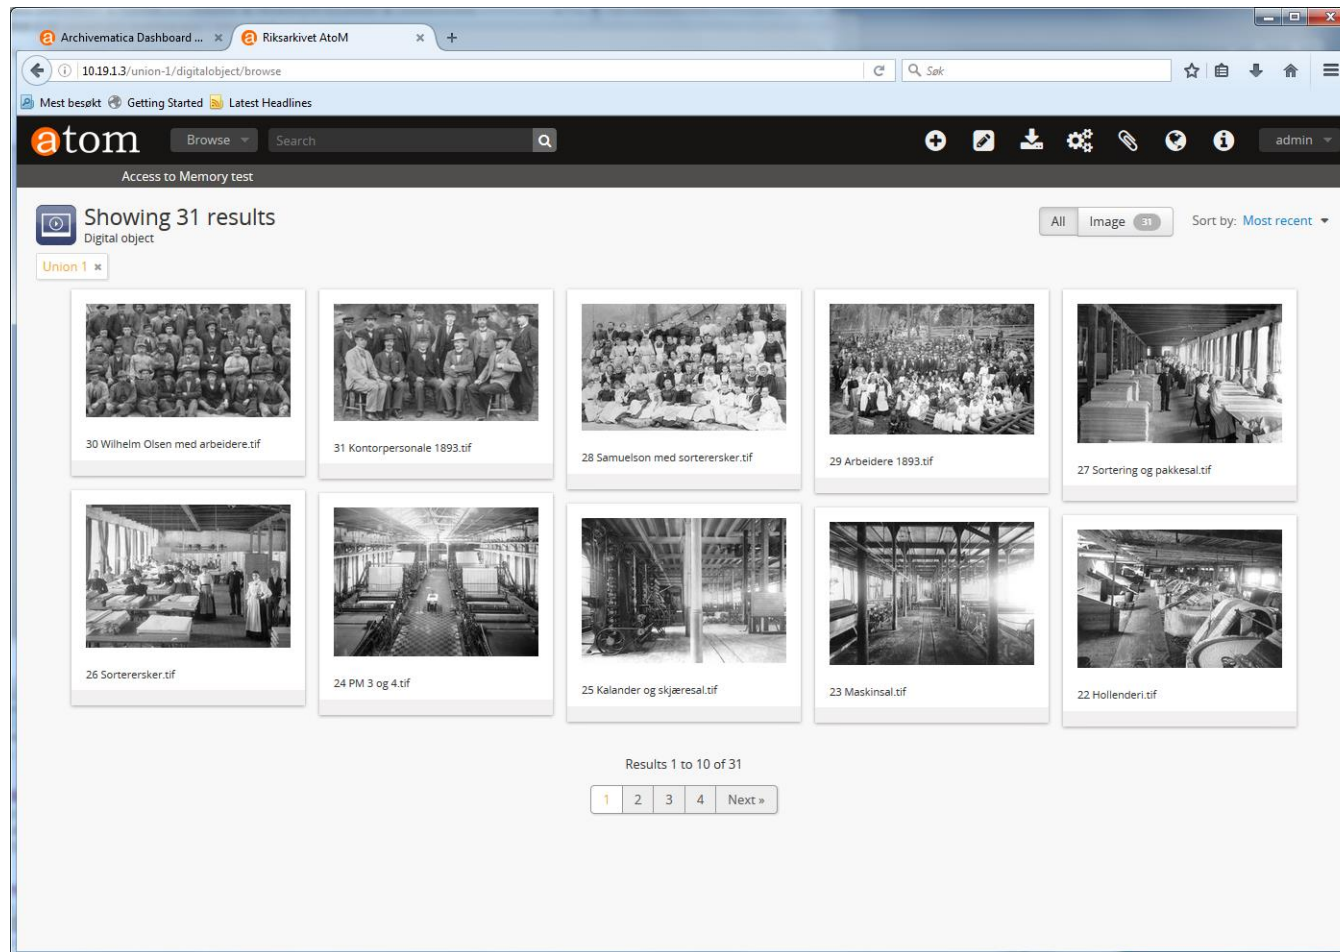 Archivematica Dashboard ...
Riksarkivet AtoM
10.19.1.3/union-1/digitalobject/browse
Søk
Mest besøkt
Getting Started
Latest Headlines
atom
Browse
Search
admin
Access to Memory test
Showing 31 results
Digital object
All
Image 31
Sort by: Most recent
Union 1
30 Wilhelm Olsen med arbeidere.tif
31 Kontorpersonale 1893.tif
28 Samuelson med sorterersker.tif
29 Arbeidere 1893.tif
27 Sortering og pakkesal.tif
26 Sorterersker.tif
24 PM 3 og 4.tif
25 Kalander og skjæresal.tif
23 Maskinsal.tif
22 Hollenderi.tif
Results 1 to 10 of 31
1 2 3 4 Next »